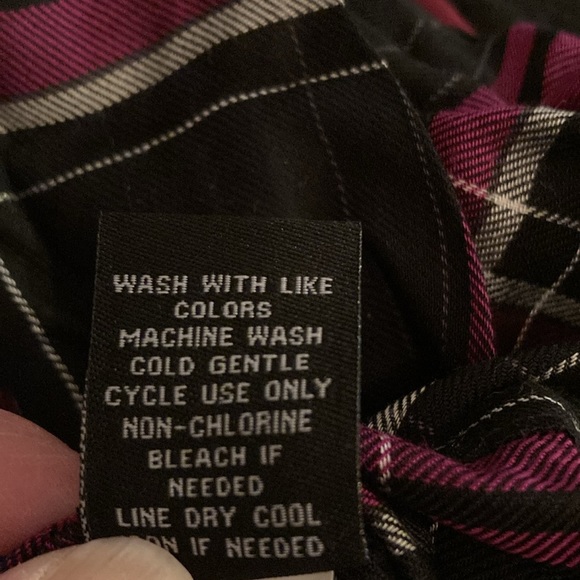 WASH WITH LIKE
COLORS
MACHINE WASH
COLD GENTLE
CYCLE USE ONLY
NON-CHLORINE
BLEACH IF
NEEDED
LINE DRY COOL
IF NEEDED